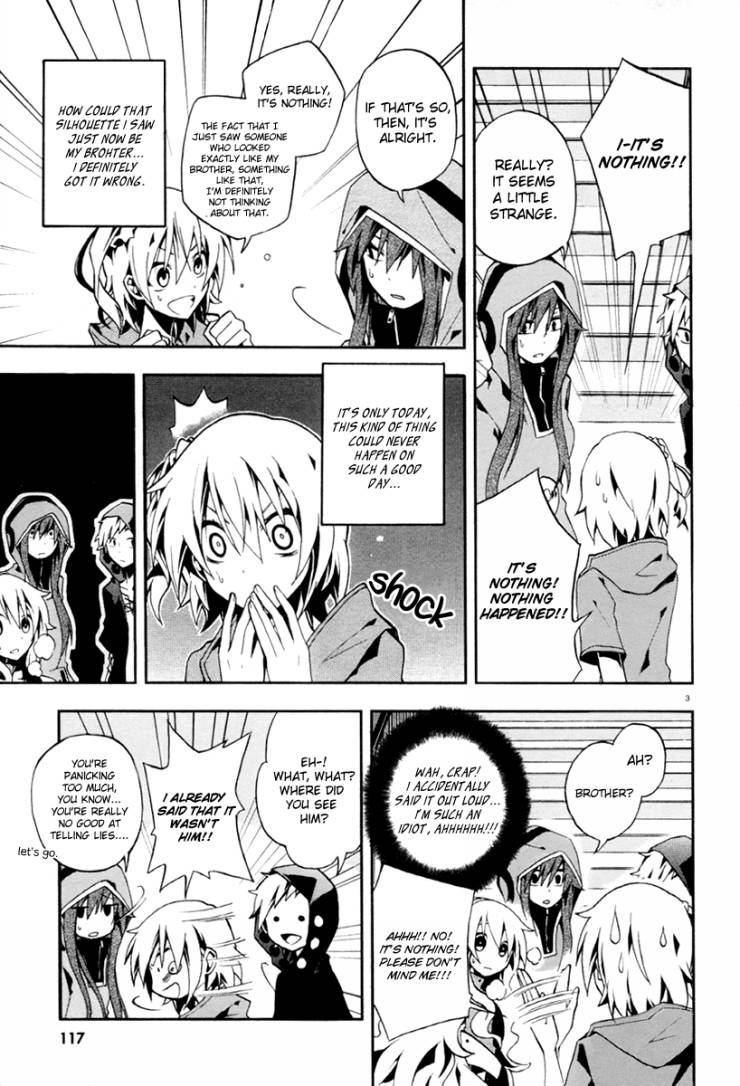 I-IT'S
NOTHING!!
REALLY?
IT SEEMS
A LITTLE
STRANGE.
IT'S
NOTHING!
NOTHING
HAPPENED!!
IF THAT'S SO,
THEN, IT'S
ALRIGHT.
YES, REALLY,
IT'S NOTHING!
THE FACT THAT I
JUST SAW SOMEONE
WHO LOOKED
EXACTLY LIKE MY
BROTHER, SOMETHING
LIKE THAT,
I'M DEFINITELY
NOT THINKING
ABOUT THAT.
HOW COULD THAT
SILHOUETTE I SAW
JUST NOW BE
MY BROHTER...
I DEFINITELY
GOT IT WRONG.
IT'S ONLY TODAY,
THIS KIND OF THING
COULD NEVER
HAPPEN ON
SUCH A GOOD
DAY...
shock
3
AH?
BROTHER?
WAH, CRAP!
I ACCIDENTALLY
SAID IT OUT LOUD...
I'M SUCH AN
IDIOT, AHHHHH!!!
AHHH!! NO!
IT'S NOTHING!
PLEASE DON'T
MIND ME!!!
EH-!
WHAT, WHAT?
WHERE DID
YOU SEE
HIM?
I ALREADY
SAID THAT IT
WASN'T
HIM!!
YOU'RE
PANICKING
TOO MUCH,
YOU KNOW...
YOU'RE REALLY
NO GOOD AT
TELLING LIES....
let's go.
117